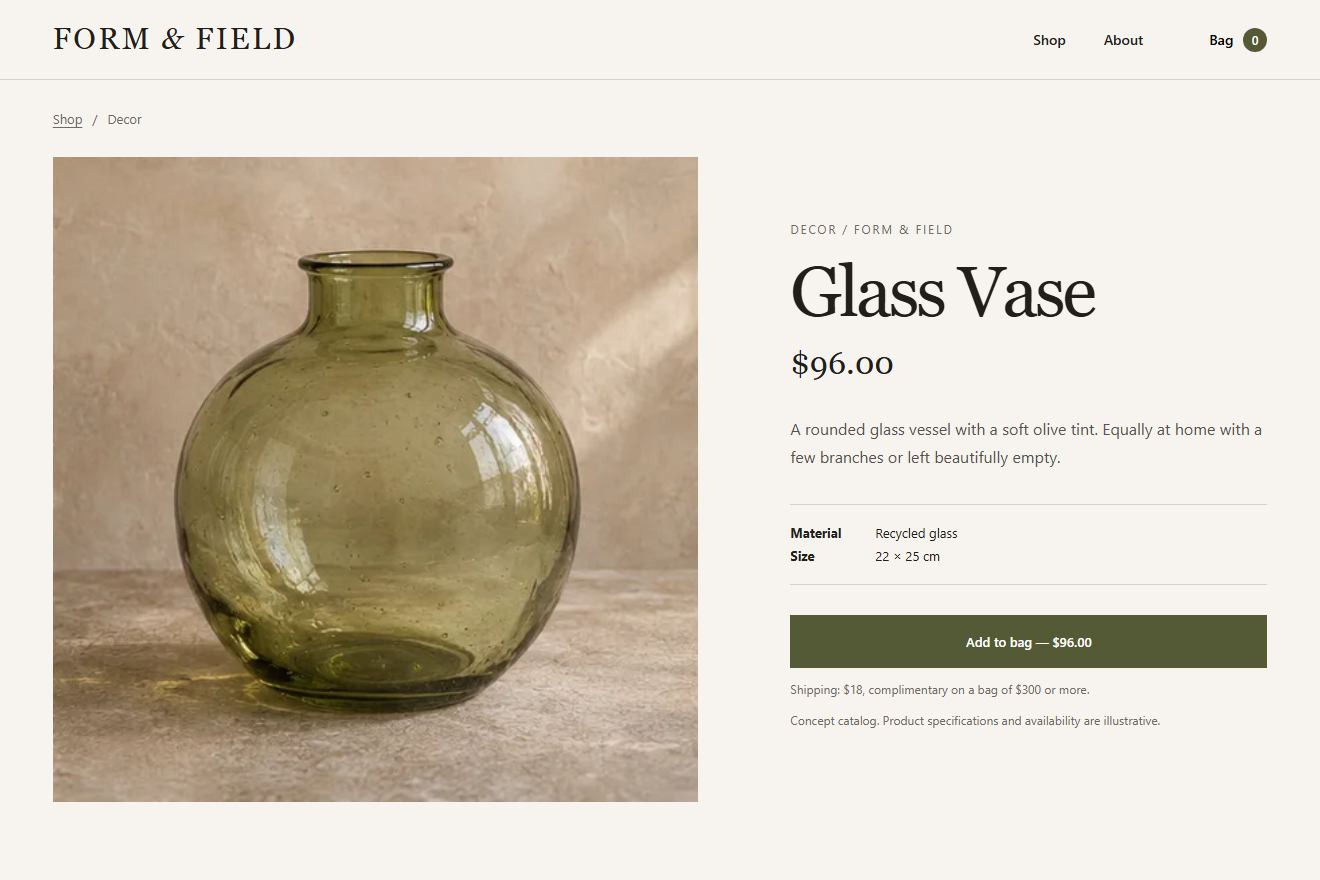 FORM & FIELD
Shop About Bag 0
Shop / Decor
DECOR / FORM & FIELD
Glass Vase
$96.00
A rounded glass vessel with a soft olive tint. Equally at home with a
few branches or left beautifully empty.
Material Recycled glass
Size 22 × 25 cm
Add to bag — $96.00
Shipping: $18, complimentary on a bag of $300 or more.
Concept catalog. Product specifications and availability are illustrative.